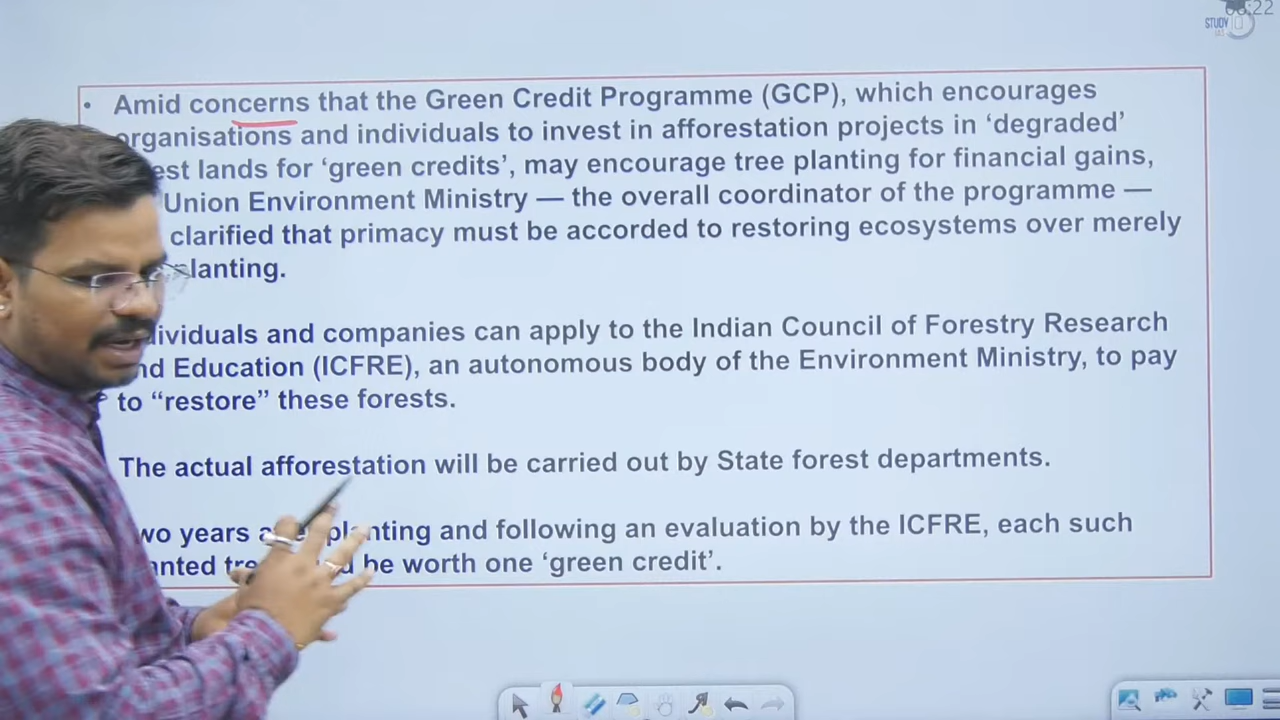 22
STUDY
• Amid concerns that the Green Credit Programme (GCP), which encourages
organisations and individuals to invest in afforestation projects in ‘degraded’
est lands for ‘green credits’, may encourage tree planting for financial gains,
Union Environment Ministry — the overall coordinator of the programme —
clarified that primacy must be accorded to restoring ecosystems over merely
lanting.
dividuals and companies can apply to the Indian Council of Forestry Research
nd Education (ICFRE), an autonomous body of the Environment Ministry, to pay
to “restore” these forests.
The actual afforestation will be carried out by State forest departments.
wo years planting and following an evaluation by the ICFRE, each such
anted be worth one ‘green credit’.